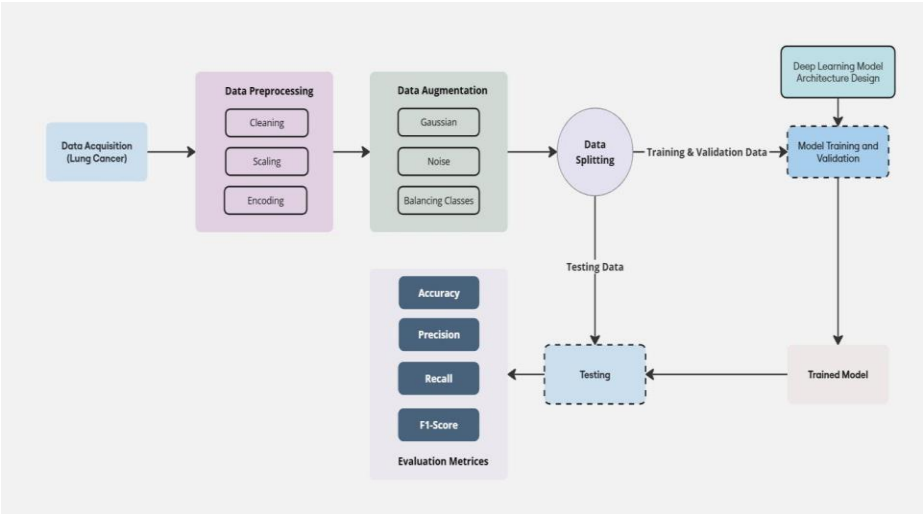 Data Acquisition
(Lung Cancer)
Data Preprocessing
Cleaning
Scaling
Encoding
Data Augmentation
Gaussian
Noise
Balancing Classes
Data
Splitting
Training & Validation Data
Deep Learning Model
Architecture Design
Model Training and
Validation
Testing Data
Accuracy
Precision
Recall
F1-Score
Evaluation Metrices
Testing
Trained Model